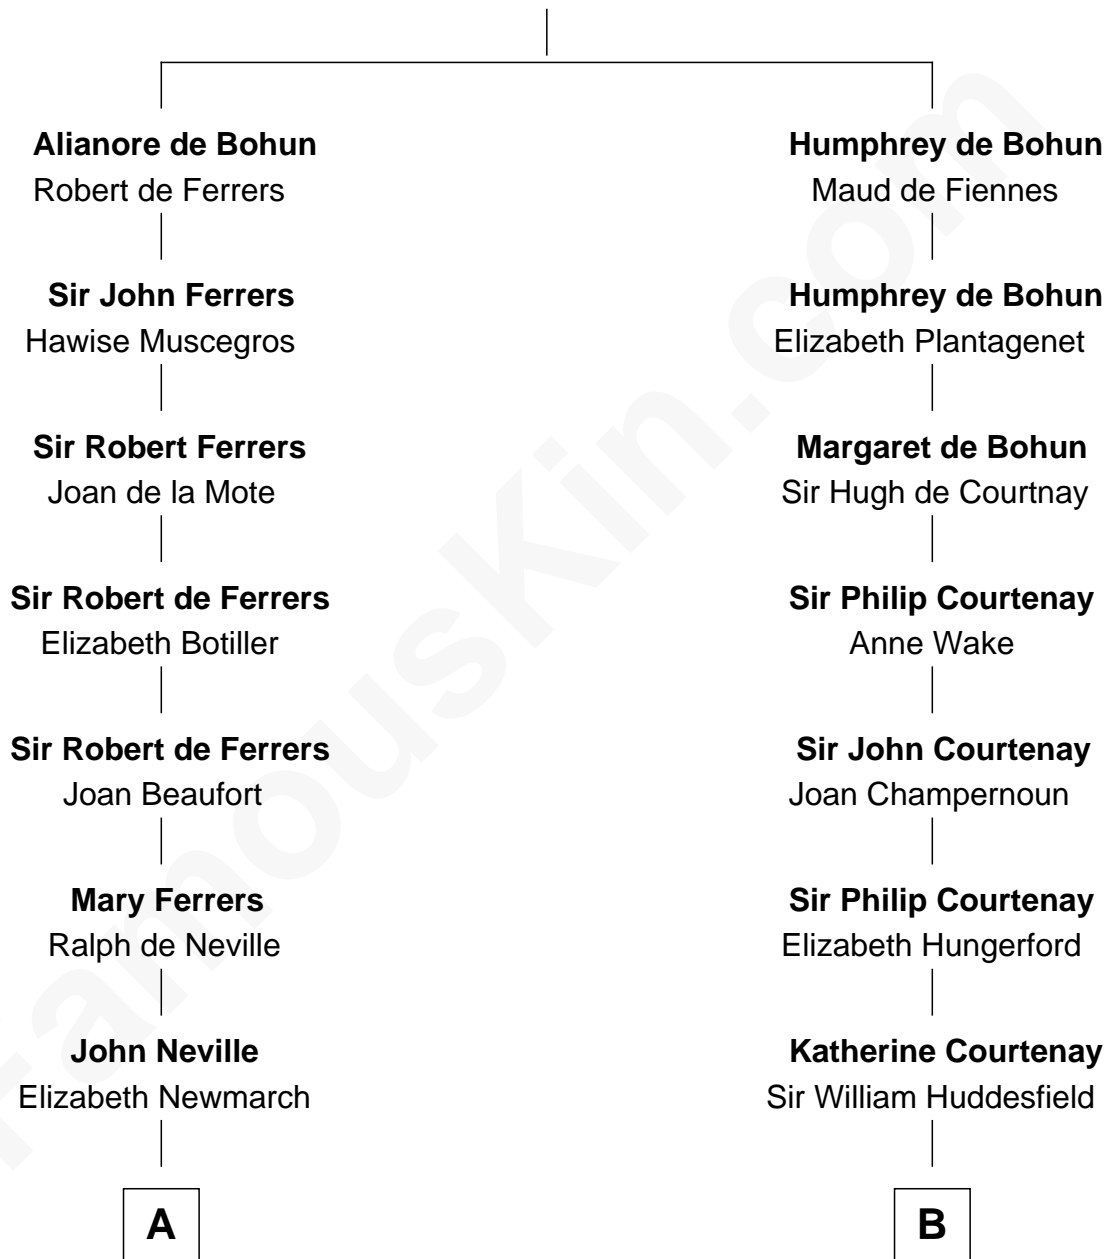 Alianore de Bohun
Robert de Ferrers
Sir John Ferrers
Hawise Muscegros
Sir Robert Ferrers
Joan de la Mote
Sir Robert de Ferrers
Elizabeth Botiller
Sir Robert de Ferrers
Joan Beaufort
Mary Ferrers
Ralph de Neville
John Neville
Elizabeth Newmarch
A
Humphrey de Bohun
Maud de Fiennes
Humphrey de Bohun
Elizabeth Plantagenet
Margaret de Bohun
Sir Hugh de Courtnay
Sir Philip Courtenay
Anne Wake
Sir John Courtenay
Joan Champernoun
Sir Philip Courtenay
Elizabeth Hungerford
Katherine Courtenay
Sir William Huddesfield
B
FamousKin.com